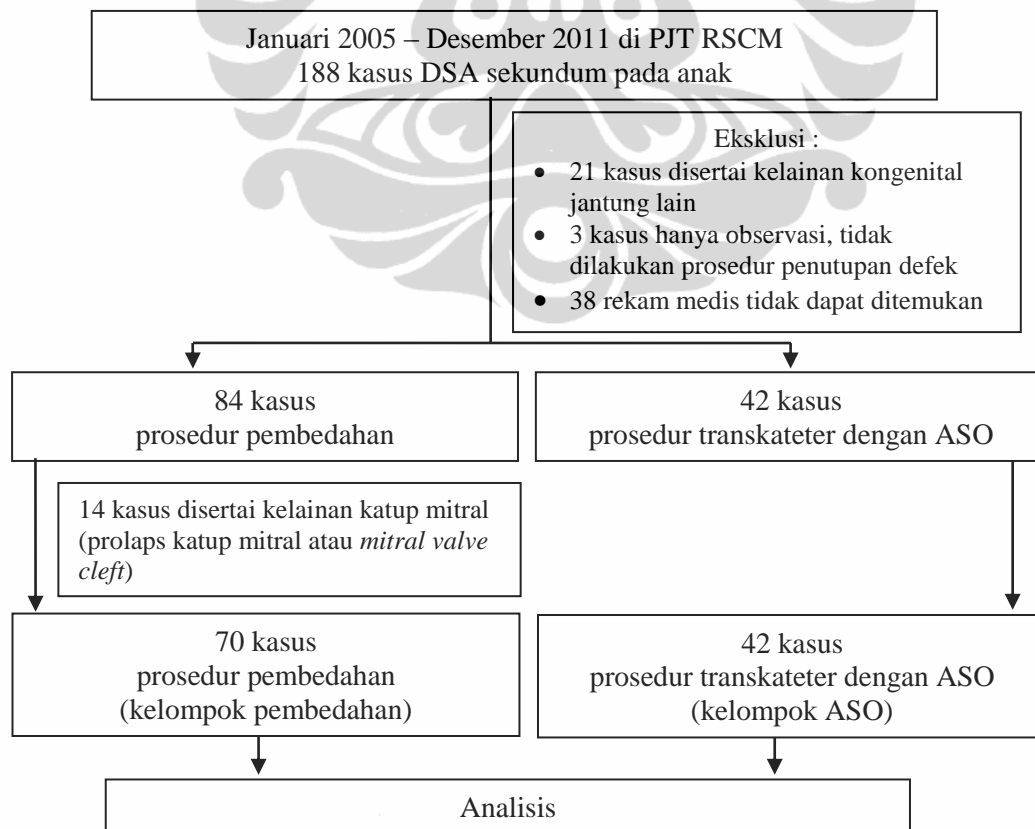 Januari 2005 – Desember 2011 di PJT RSCM
188 kasus DSA sekundum pada anak
Eksklusi :
• 21 kasus disertai kelainan kongenital
jantung lain
• 3 kasus hanya observasi, tidak
dilakukan prosedur penutupan defek
• 38 rekam medis tidak dapat ditemukan
84 kasus
prosedur pembedahan
42 kasus
prosedur transkateter dengan ASO
14 kasus disertai kelainan katup mitral
(prolaps katup mitral atau mitral valve
cleft)
70 kasus
prosedur pembedahan
(kelompok pembedahan)
42 kasus
prosedur transkateter dengan ASO
(kelompok ASO)
Analisis